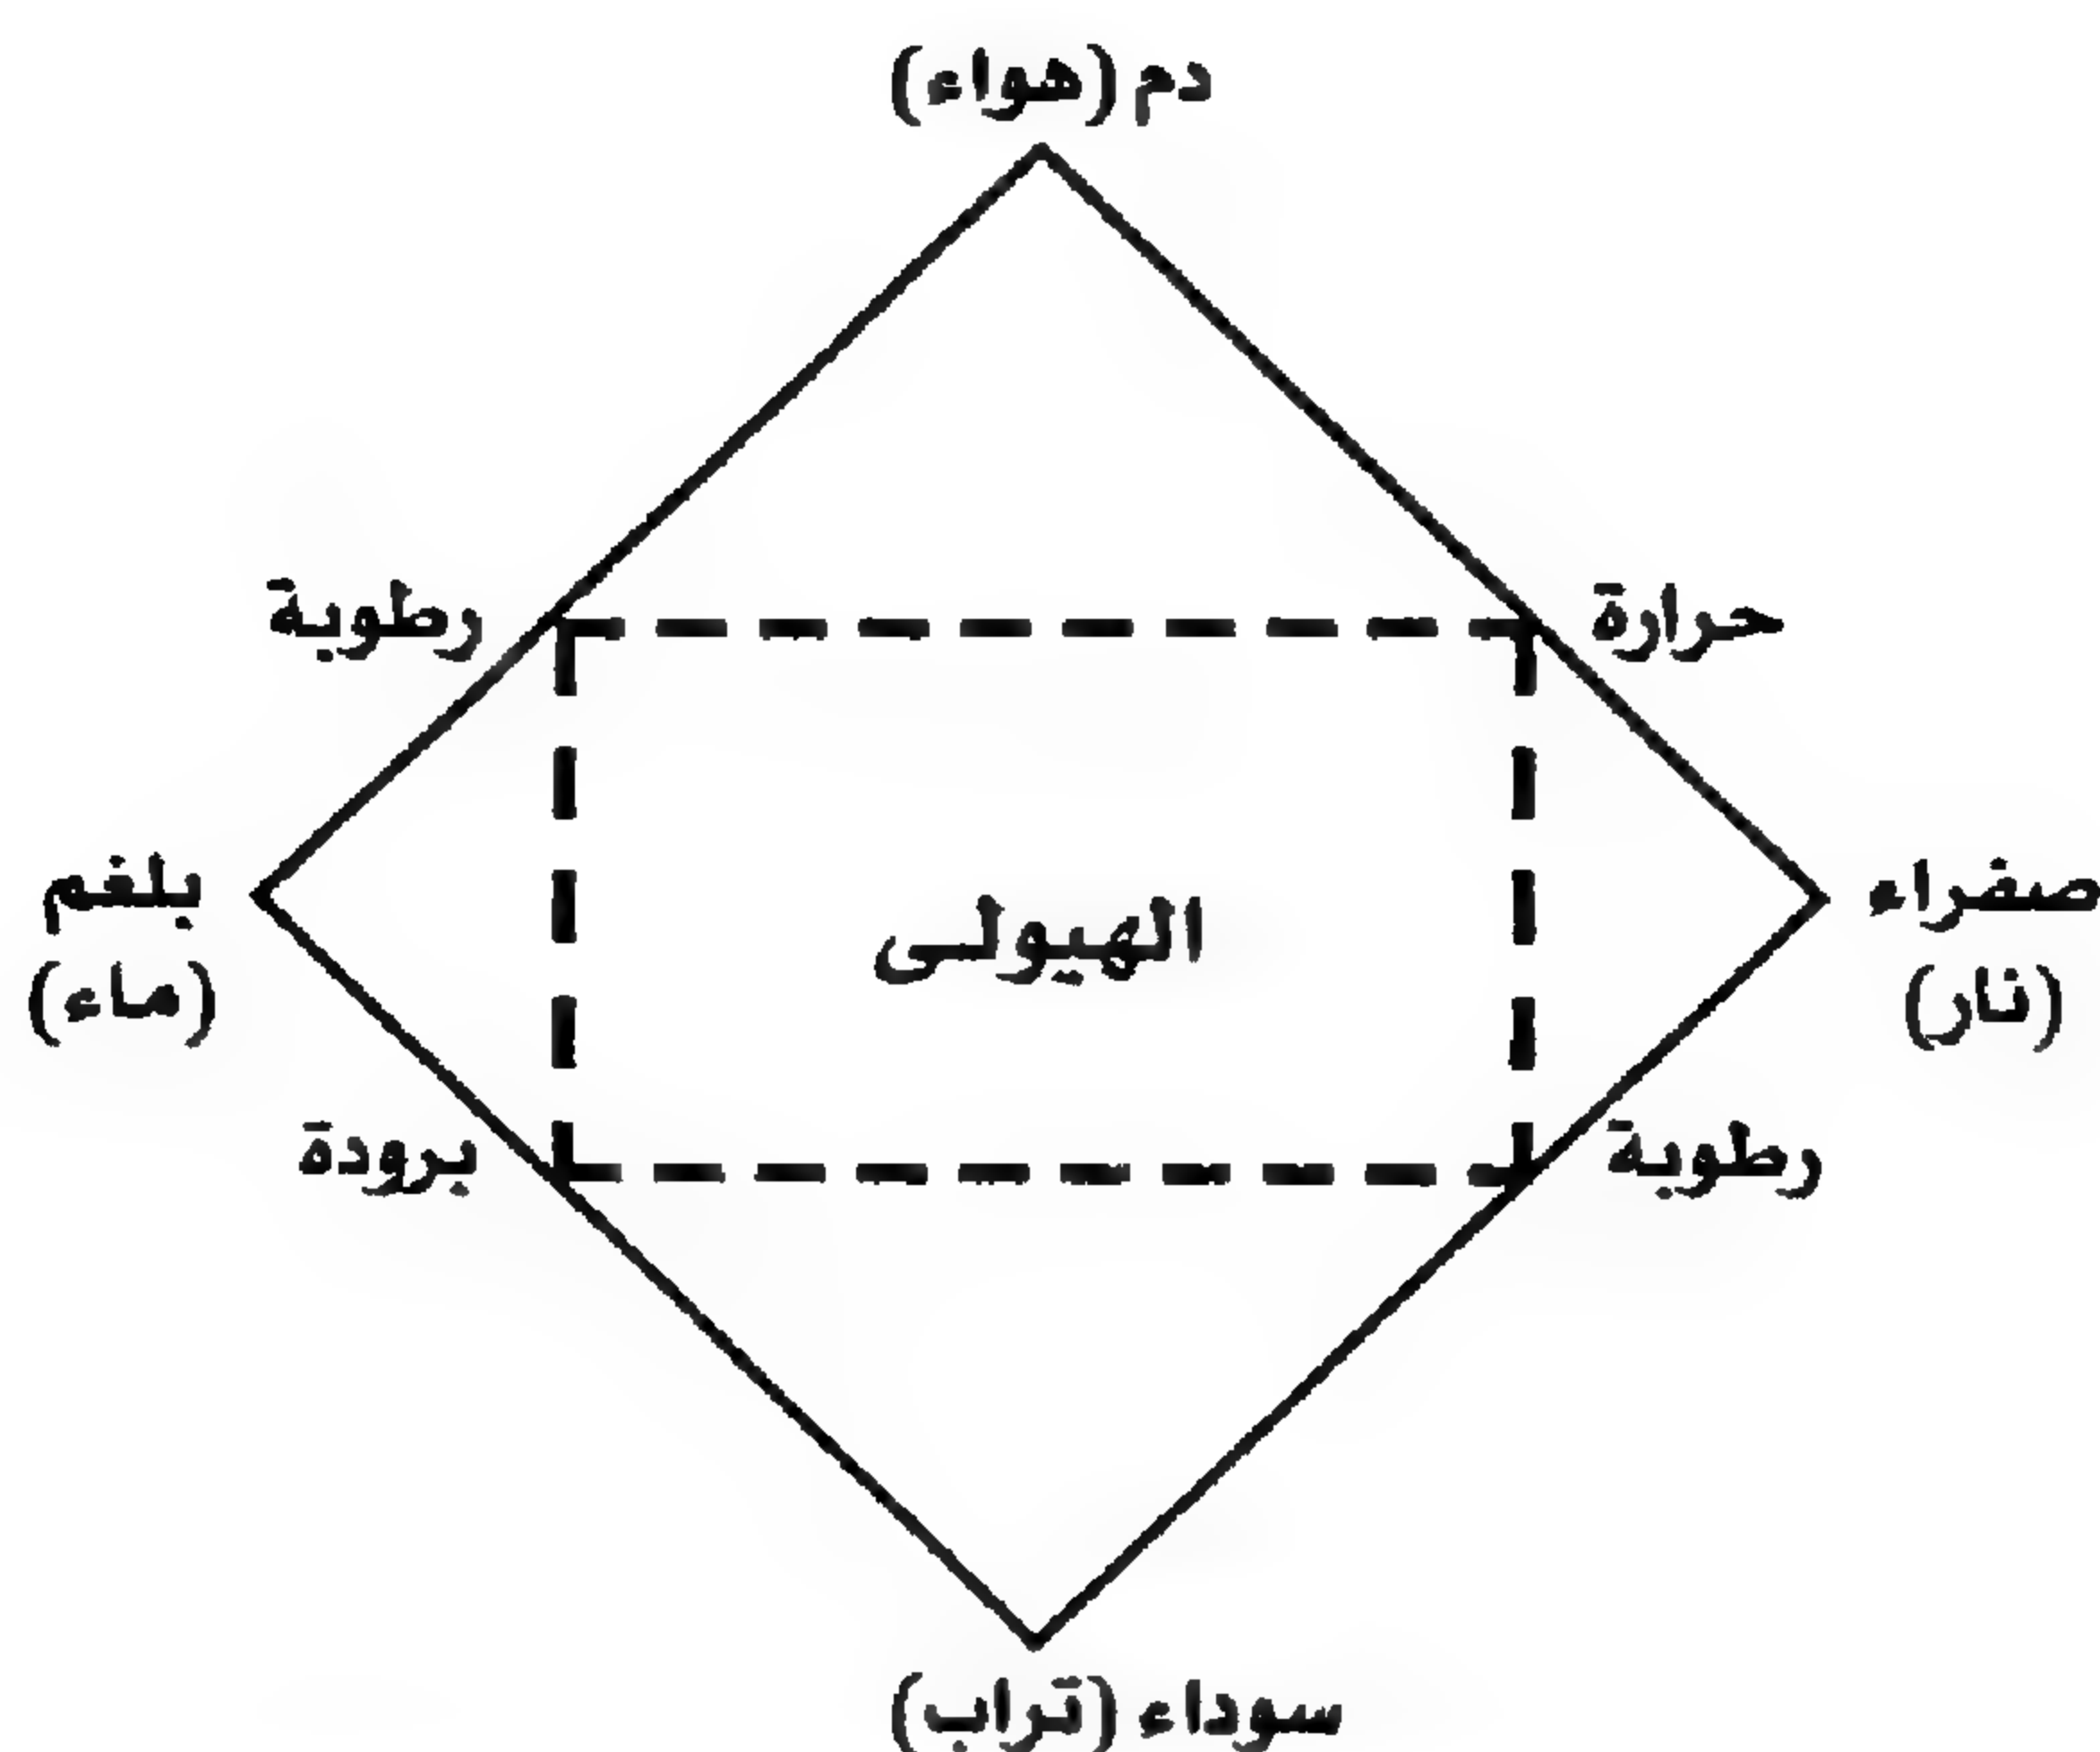 دم (هواء)
حرارة
رطوبة
صفراء
(نار)
الهيولى
بلغم
(ماء)
رطوبة
برودة
سوداء (تراب)